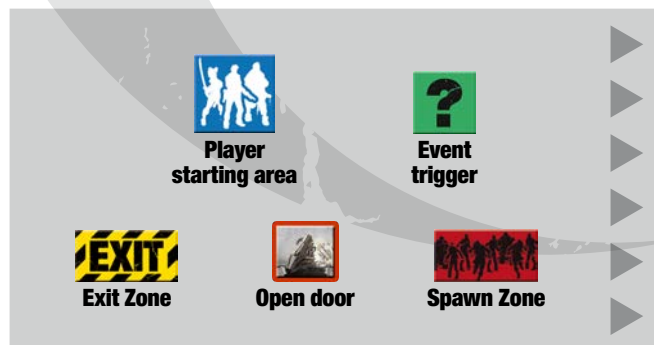 Player
starting area
?
Event
trigger
EXIT
Exit Zone
Open door
Spawn Zone